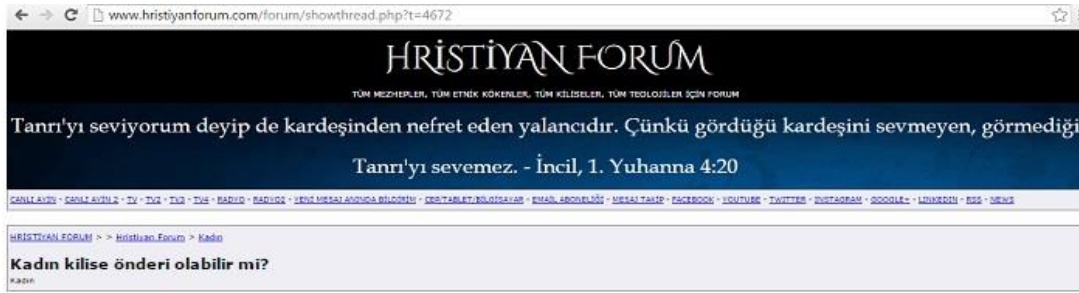 www.hristiyanforum.com/forum/showthread.php?t=4672
HRİSTİYAN FORUM
TÜM MEZHEPLER, TÜM ETNİK KÖKENLER, TÜM KİLİSELER, TÜM TEOLOJİLER İÇİN FORUM
Tanrı'yı seviyorum deyip de kardeşinden nefret eden yalancıdır. Çünkü gördüğü kardeşini sevmeyen, görmediği
Tanrı'yı sevemez. - İncil, 1. Yuhanna 4:20
CANLI AYİN - CANLI AYİN 2 - TV - TV2 - TV3 - TV4 - RADYO - RADYO2 - YENİ MESAJ ANINDA BİLDİRİM - CEP/TABLET/BİLGİSAYAR - EMAİL ABONELİĞİ - MESAJ TAKİP - FACEBOOK - YOUTUBE - TWITTER - INSTAGRAM - GOOGLE+ - LINKEDIN - RSS - NEWS
HRİSTİYAN FORUM > > Hristiyan Forum > Kadın
Kadın kilise önderi olabilir mi?
Kadın